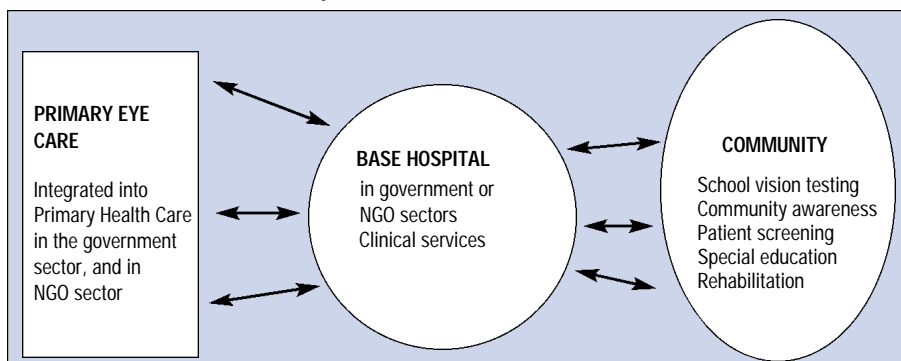 PRIMARY EYE
CARE
Integrated into
Primary Health Care
in the government
sector, and in
NGO sector
BASE HOSPITAL
in government or
NGO sectors
Clinical services
COMMUNITY
School vision testing
Community awareness
Patient screening
Special education
Rehabilitation